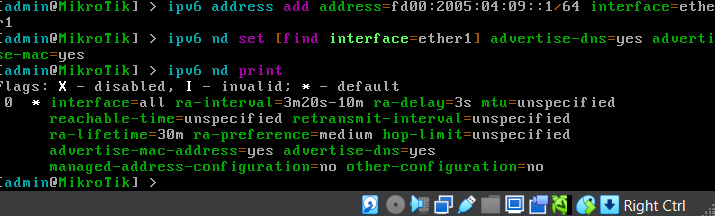 [admin@MikroTik] > ipv6 address add address=fd00:2005:04:09::1/64 interface=ethe
r1
[admin@MikroTik] > ipv6 nd set [find interface=ether1] advertise-dns=yes adverti
se-mac=yes
[admin@MikroTik] > ipv6 nd print
Flags: X - disabled, I - invalid; * - default
 0  * interface=all ra-interval=3m20s-10m ra-delay=3s mtu=unspecified
      reachable-time=unspecified retransmit-interval=unspecified
      ra-lifetime=30m ra-preference=medium hop-limit=unspecified
      advertise-mac-address=yes advertise-dns=yes
      managed-address-configuration=no other-configuration=no
[admin@MikroTik] >
Right Ctrl